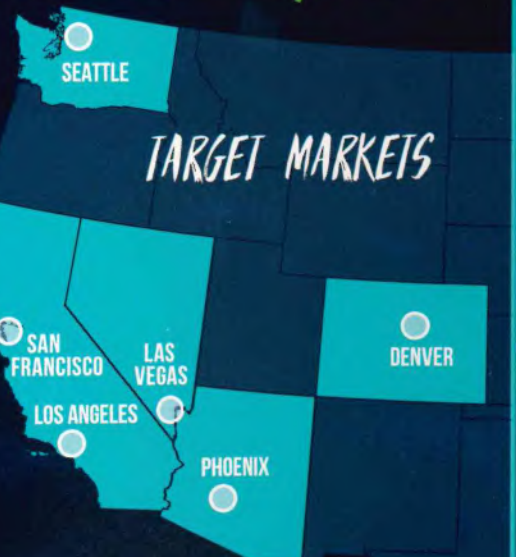 SEATTLE
TARGET MARKETS
SAN
FRANCISCO
LAS
VEGAS
DENVER
LOS ANGELES
PHOENIX